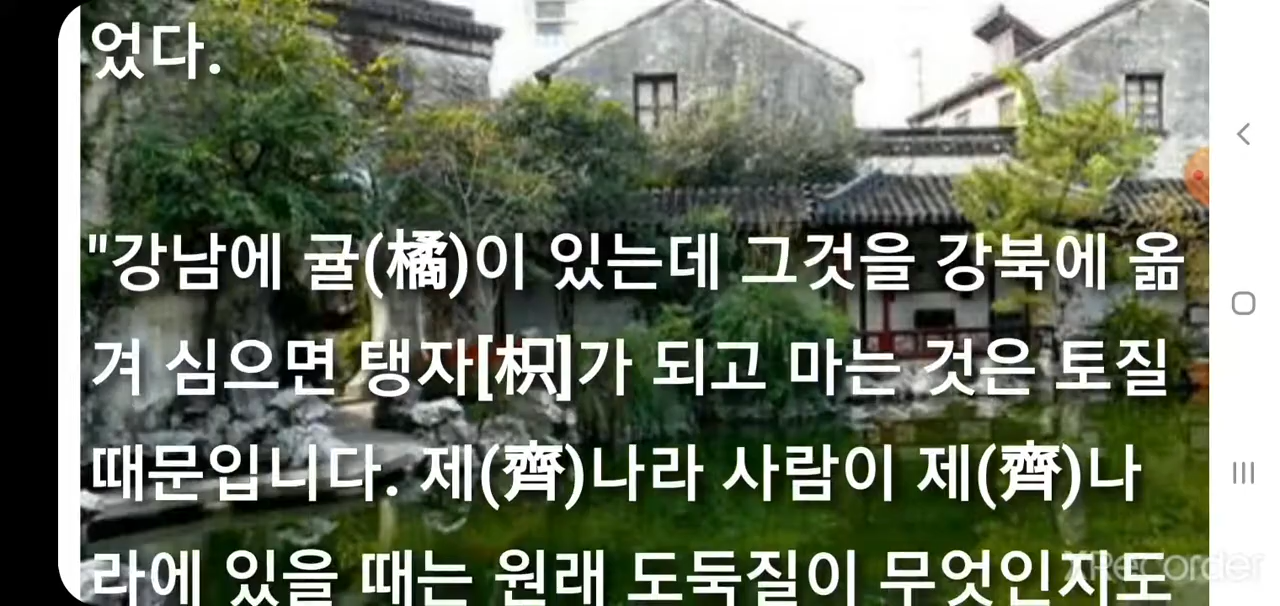 었다.
"강남에 귤(橘)이 있는데 그것을 강북에 옮
겨 심으면 탱자[枳]가 되고 마는 것은 토질
때문입니다. 제(齊)나라 사람이 제(齊)나
라에 있을 때는 원래 도둑질이 무엇인지도
XRecorder